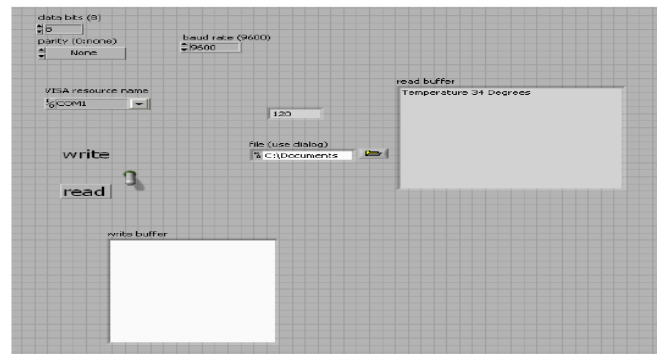 data bits (8)
8
parity (0:none)
None
baud rate (9600)
9600
VISA resource name
COM1
read buffer
Temperature 34 Degrees
120
file (use dialog)
C:\Documents
write
read
write buffer